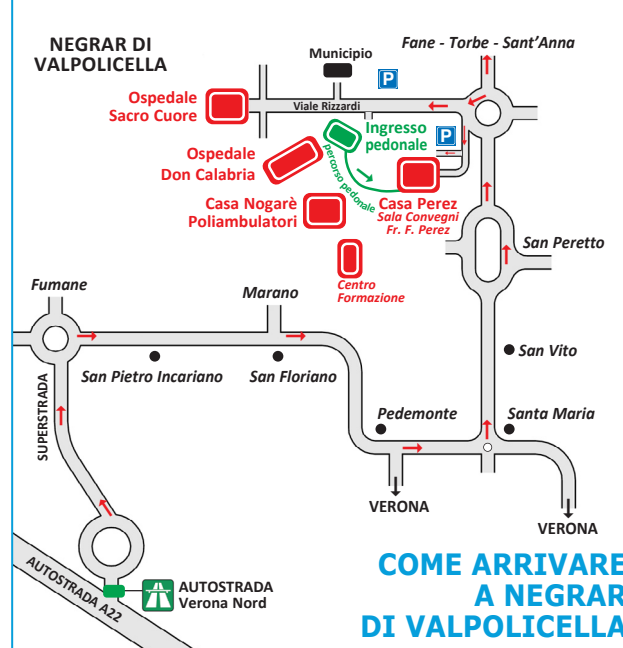 NEGRAR DI
VALPOLICELLA
Municipio
Fane - Torbe - Sant'Anna
P
Viale Rizzardi
Ospedale
Sacro Cuore
Ingresso
pedonale
P
Ospedale
Don Calabria
percorso pedonale
Casa Nogarè
Poliambulatori
Casa Perez
Sala Convegni
Fr. F. Perez
San Peretto
Centro
Formazione
Fumane
Marano
San Vito
San Pietro Incariano
San Floriano
SUPERSTRADA
Pedemonte
Santa Maria
VERONA
VERONA
AUTOSTRADA A22
AUTOSTRADA
Verona Nord
COME ARRIVARE
A NEGRAR
DI VALPOLICELLA